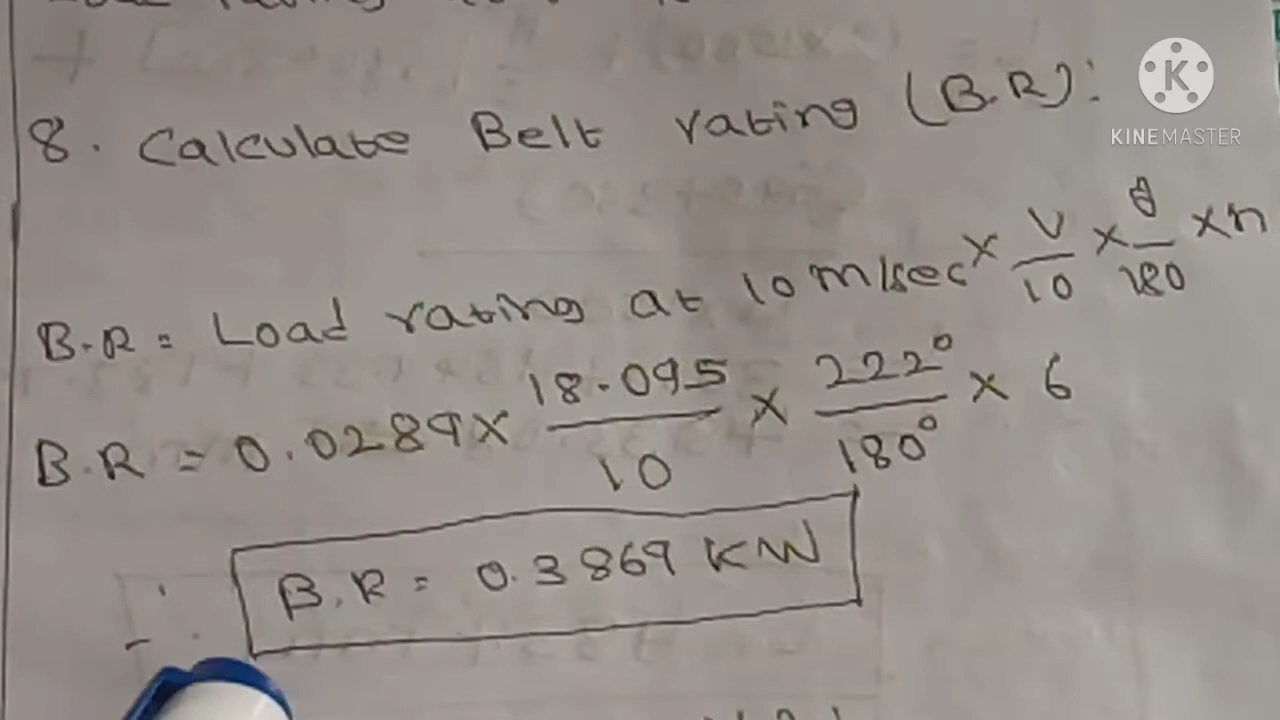 8. Calculate Belt rating (B.R):
K
KINEMASTER
B.R = Load rating at 10 m/sec × V/10 × θ/180 × n
B.R = 0.0289 × 18.095/10 × 222°/180° × 6
∴ B.R = 0.3869 KW